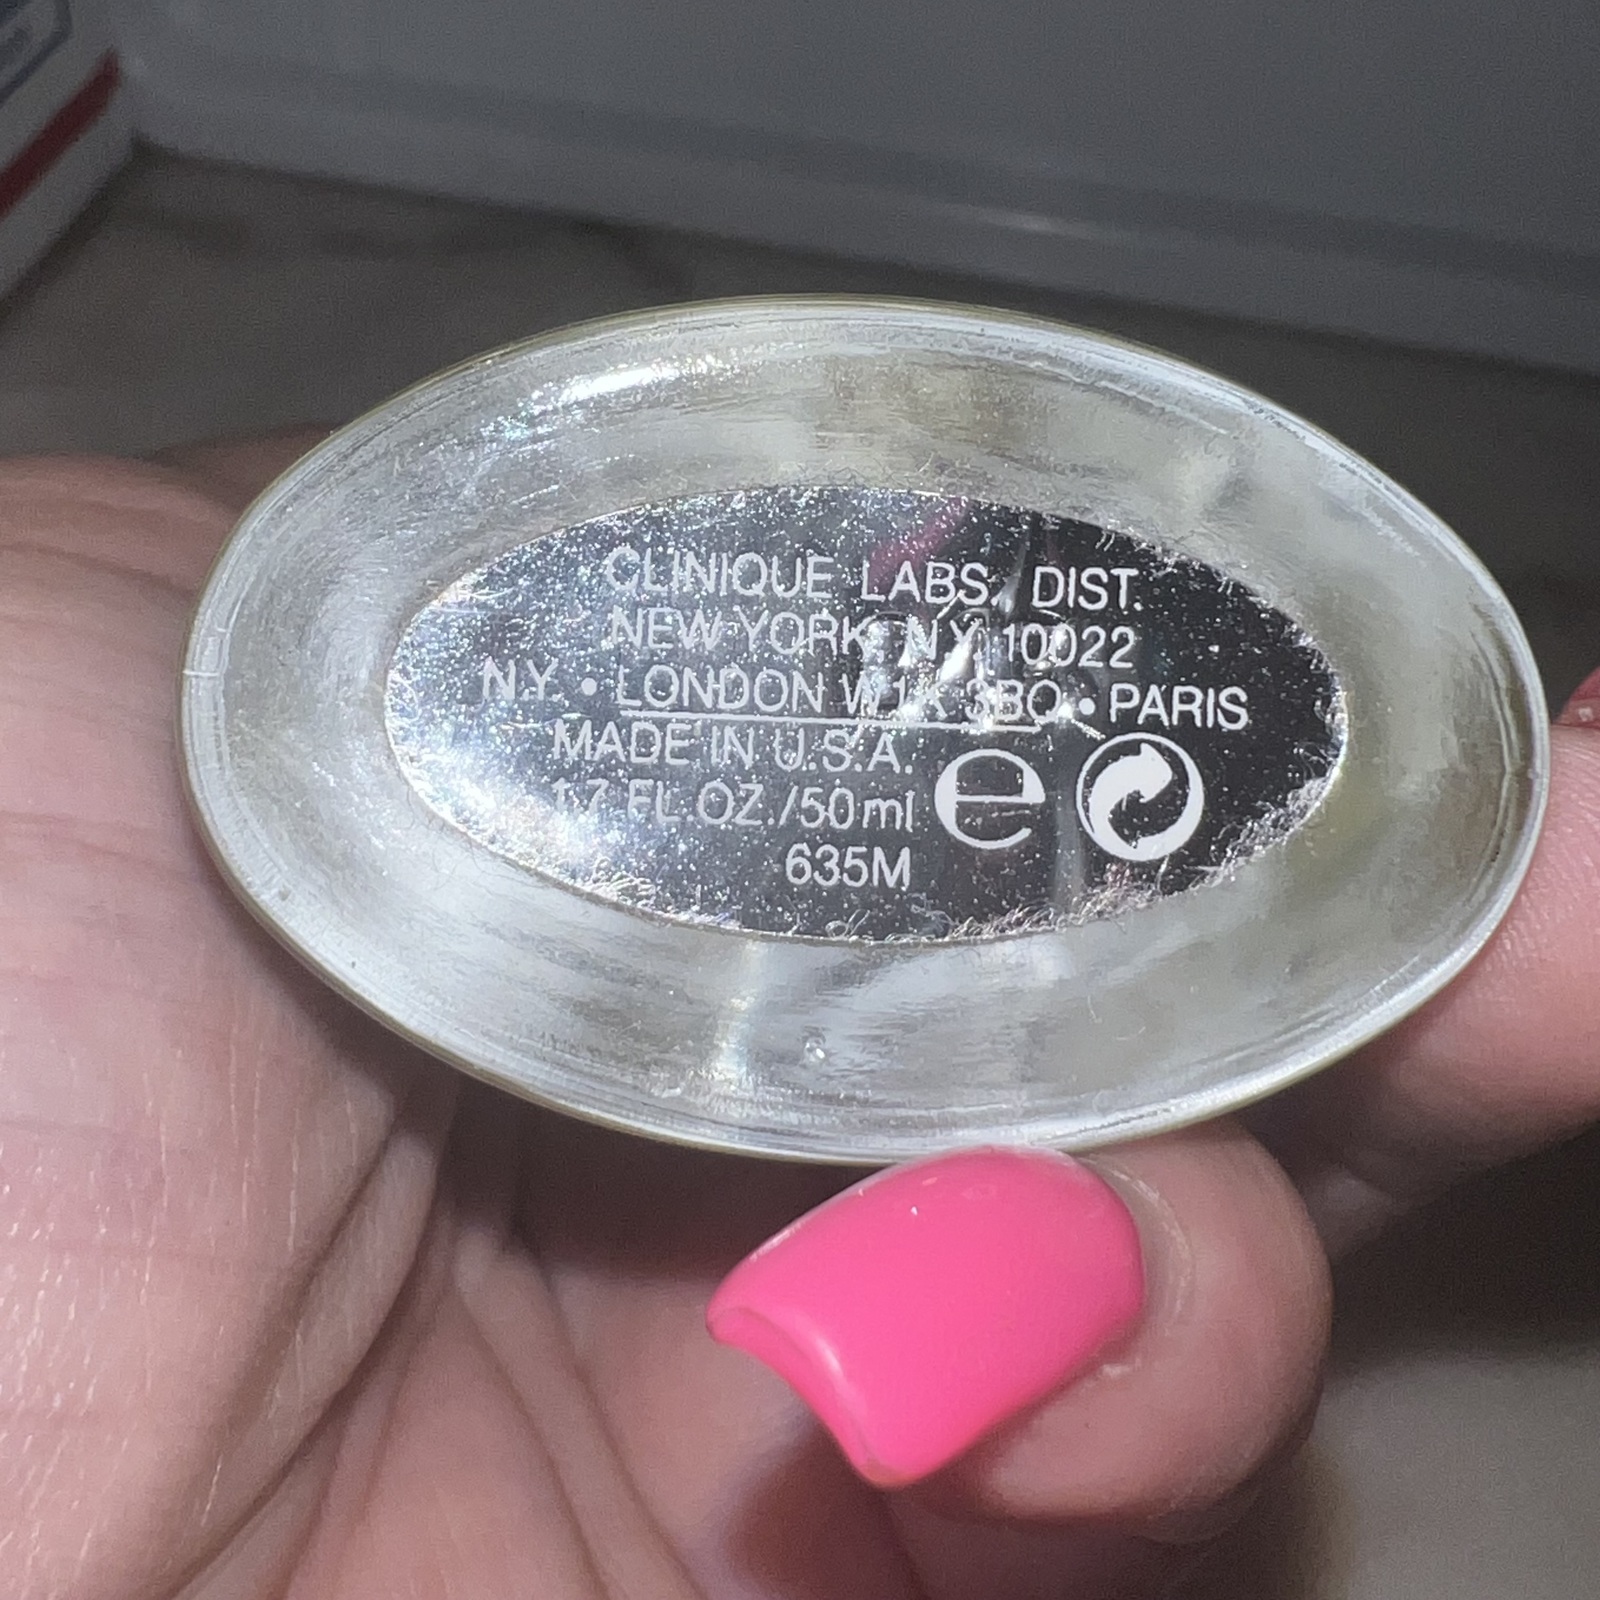 CLINIQUE LABS. DIST.
NEW YORK, N.Y. 10022
N.Y. • LONDON W1K 3BQ • PARIS
MADE IN U.S.A.
1.7 FL.OZ./50ml e
635M